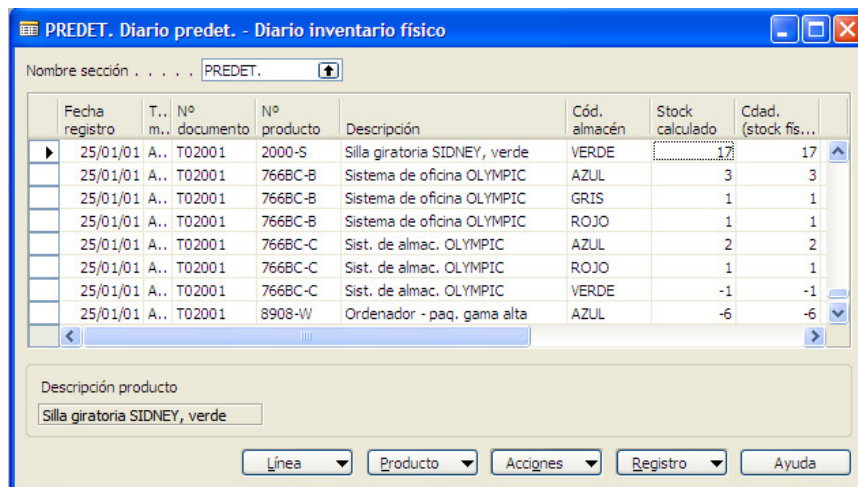 PREDET. Diario predet. - Diario inventario físico
Nombre sección . . . . . PREDET.
Fecha registro T.. m.. Nº documento Nº producto Descripción Cód. almacén Stock calculado Cdad. (stock fís...
25/01/01 A.. T02001 2000-S Silla giratoria SIDNEY, verde VERDE 17 17
25/01/01 A.. T02001 766BC-B Sistema de oficina OLYMPIC AZUL 3 3
25/01/01 A.. T02001 766BC-B Sistema de oficina OLYMPIC GRIS 1 1
25/01/01 A.. T02001 766BC-B Sistema de oficina OLYMPIC ROJO 1 1
25/01/01 A.. T02001 766BC-C Sist. de almac. OLYMPIC AZUL 2 2
25/01/01 A.. T02001 766BC-C Sist. de almac. OLYMPIC ROJO 1 1
25/01/01 A.. T02001 766BC-C Sist. de almac. OLYMPIC VERDE -1 -1
25/01/01 A.. T02001 8908-W Ordenador - paq. gama alta AZUL -6 -6
Descripción producto
Silla giratoria SIDNEY, verde
Línea Producto Acciones Registro Ayuda